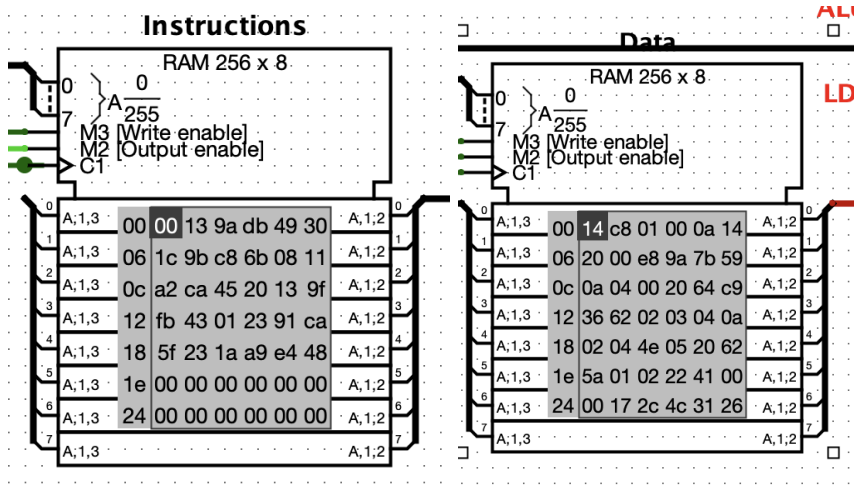 Instructions
RAM 256 x 8
0
7
A
0
255
M3 [Write enable]
M2 [Output enable]
C1
0 A;1,3 00 00 13 9a db 49 30 A,1;2 0
1 A;1,3 06 1c 9b c8 6b 08 11 A,1;2 1
2 A;1,3 0c a2 ca 45 20 13 9f A,1;2 2
3 A;1,3 12 fb 43 01 23 91 ca A,1;2 3
4 A;1,3 18 5f 23 1a a9 e4 48 A,1;2 4
5 A;1,3 1e 00 00 00 00 00 00 A,1;2 5
6 A;1,3 24 00 00 00 00 00 00 A,1;2 6
7 A;1,3 A,1;2 7
Data
RAM 256 x 8
0
7
A
0
255
M3 [Write enable]
M2 [Output enable]
C1
0 A;1,3 00 14 c8 01 00 0a 14 A,1;2 0
1 A;1,3 06 20 00 e8 9a 7b 59 A,1;2 1
2 A;1,3 0c 0a 04 00 20 64 c9 A,1;2 2
3 A;1,3 12 36 62 02 03 04 0a A,1;2 3
4 A;1,3 18 02 04 4e 05 20 62 A,1;2 4
5 A;1,3 1e 5a 01 02 22 41 00 A,1;2 5
6 A;1,3 24 00 17 2c 4c 31 26 A,1;2 6
7 A;1,3 A,1;2 7
LD